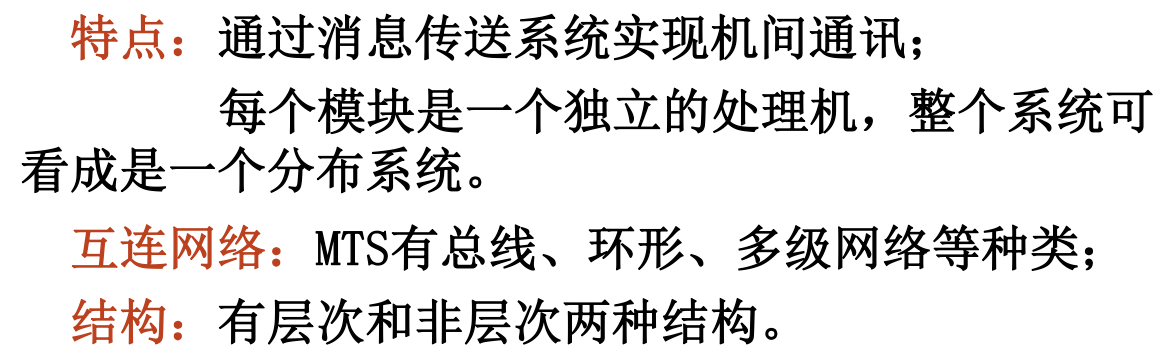 特点：通过消息传送系统实现机间通讯；
每个模块是一个独立的处理机，整个系统可
看成是一个分布系统。
互连网络：MTS有总线、环形、多级网络等种类；
结构：有层次和非层次两种结构。